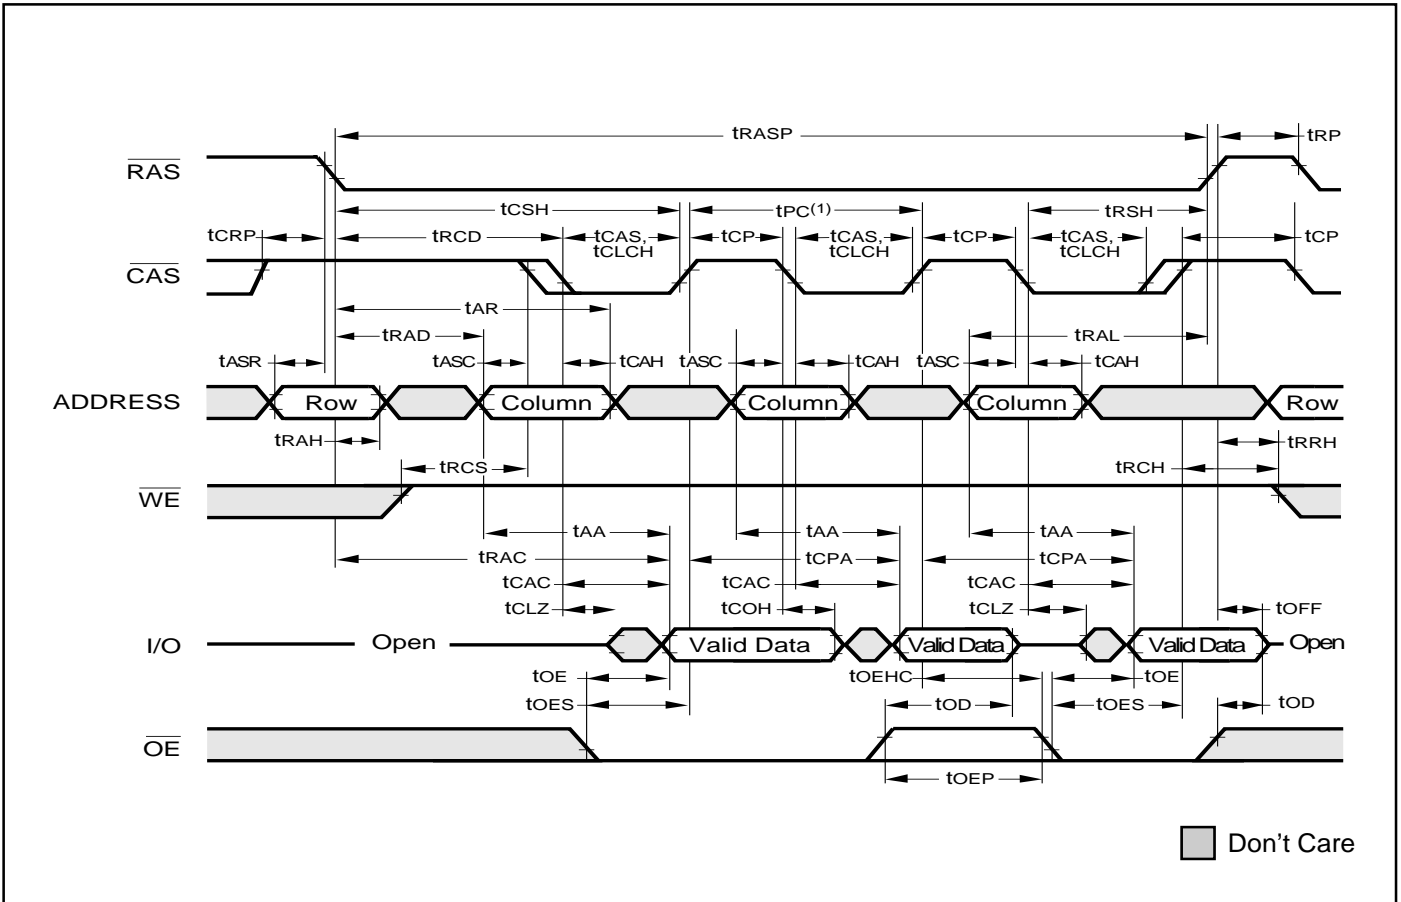 tRASP tRP
RAS
tCSH tPC(1) tRSH
tCRP tRCD tCAS, tCP tCAS, tCP tCAS, tCP
tCLCH tCLCH tCLCH
CAS
tAR
tRAD tRAL
tASR tASC tCAH tASC tCAH tASC tCAH
ADDRESS Row Column Column Column Row
tRAH tRRH
tRCS tRCH
WE
tAA tAA tAA
tRAC tCPA tCPA
tCAC tCAC tCAC
tCLZ tCOH tCLZ tOFF
I/O Open Valid Data Valid Data Valid Data Open
tOE tOEHC tOE
tOES tOD tOES tOD
OE
tOEP
Don't Care